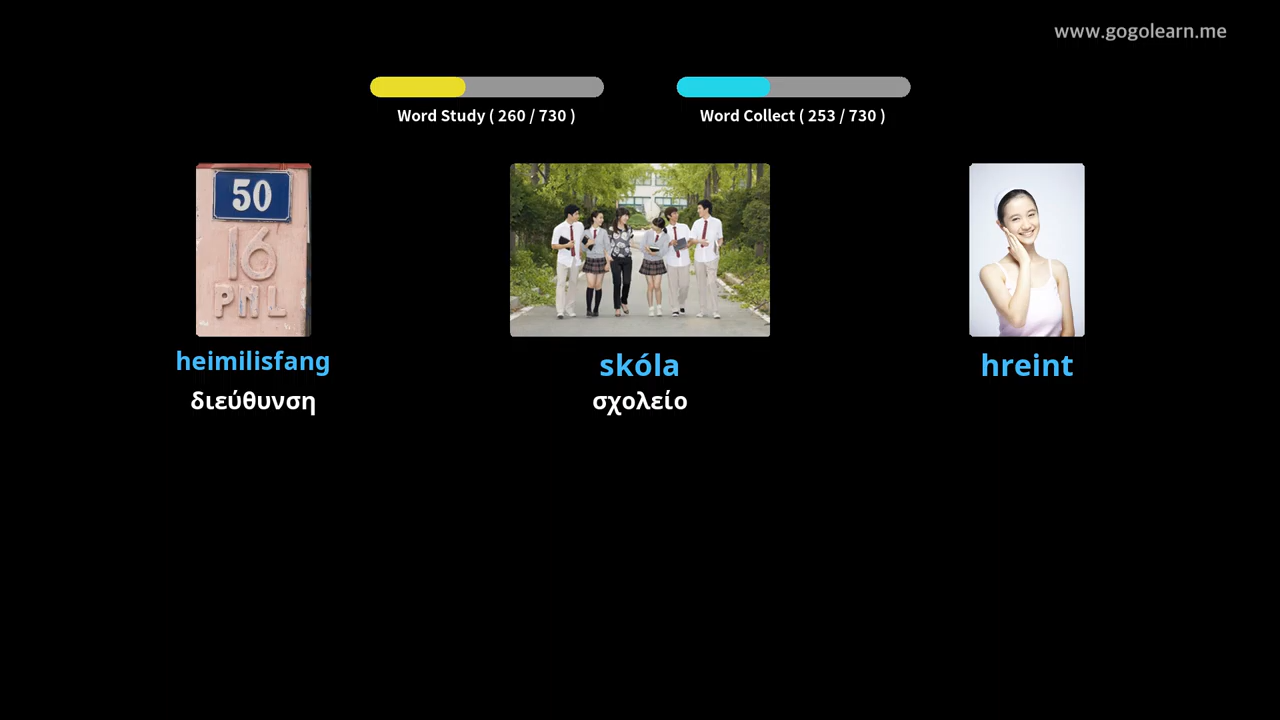 www.gogolearn.me
Word Study ( 260 / 730 )
Word Collect ( 253 / 730 )
50
16
PNL
heimilisfang
διεύθυνση
skóla
σχολείο
hreint